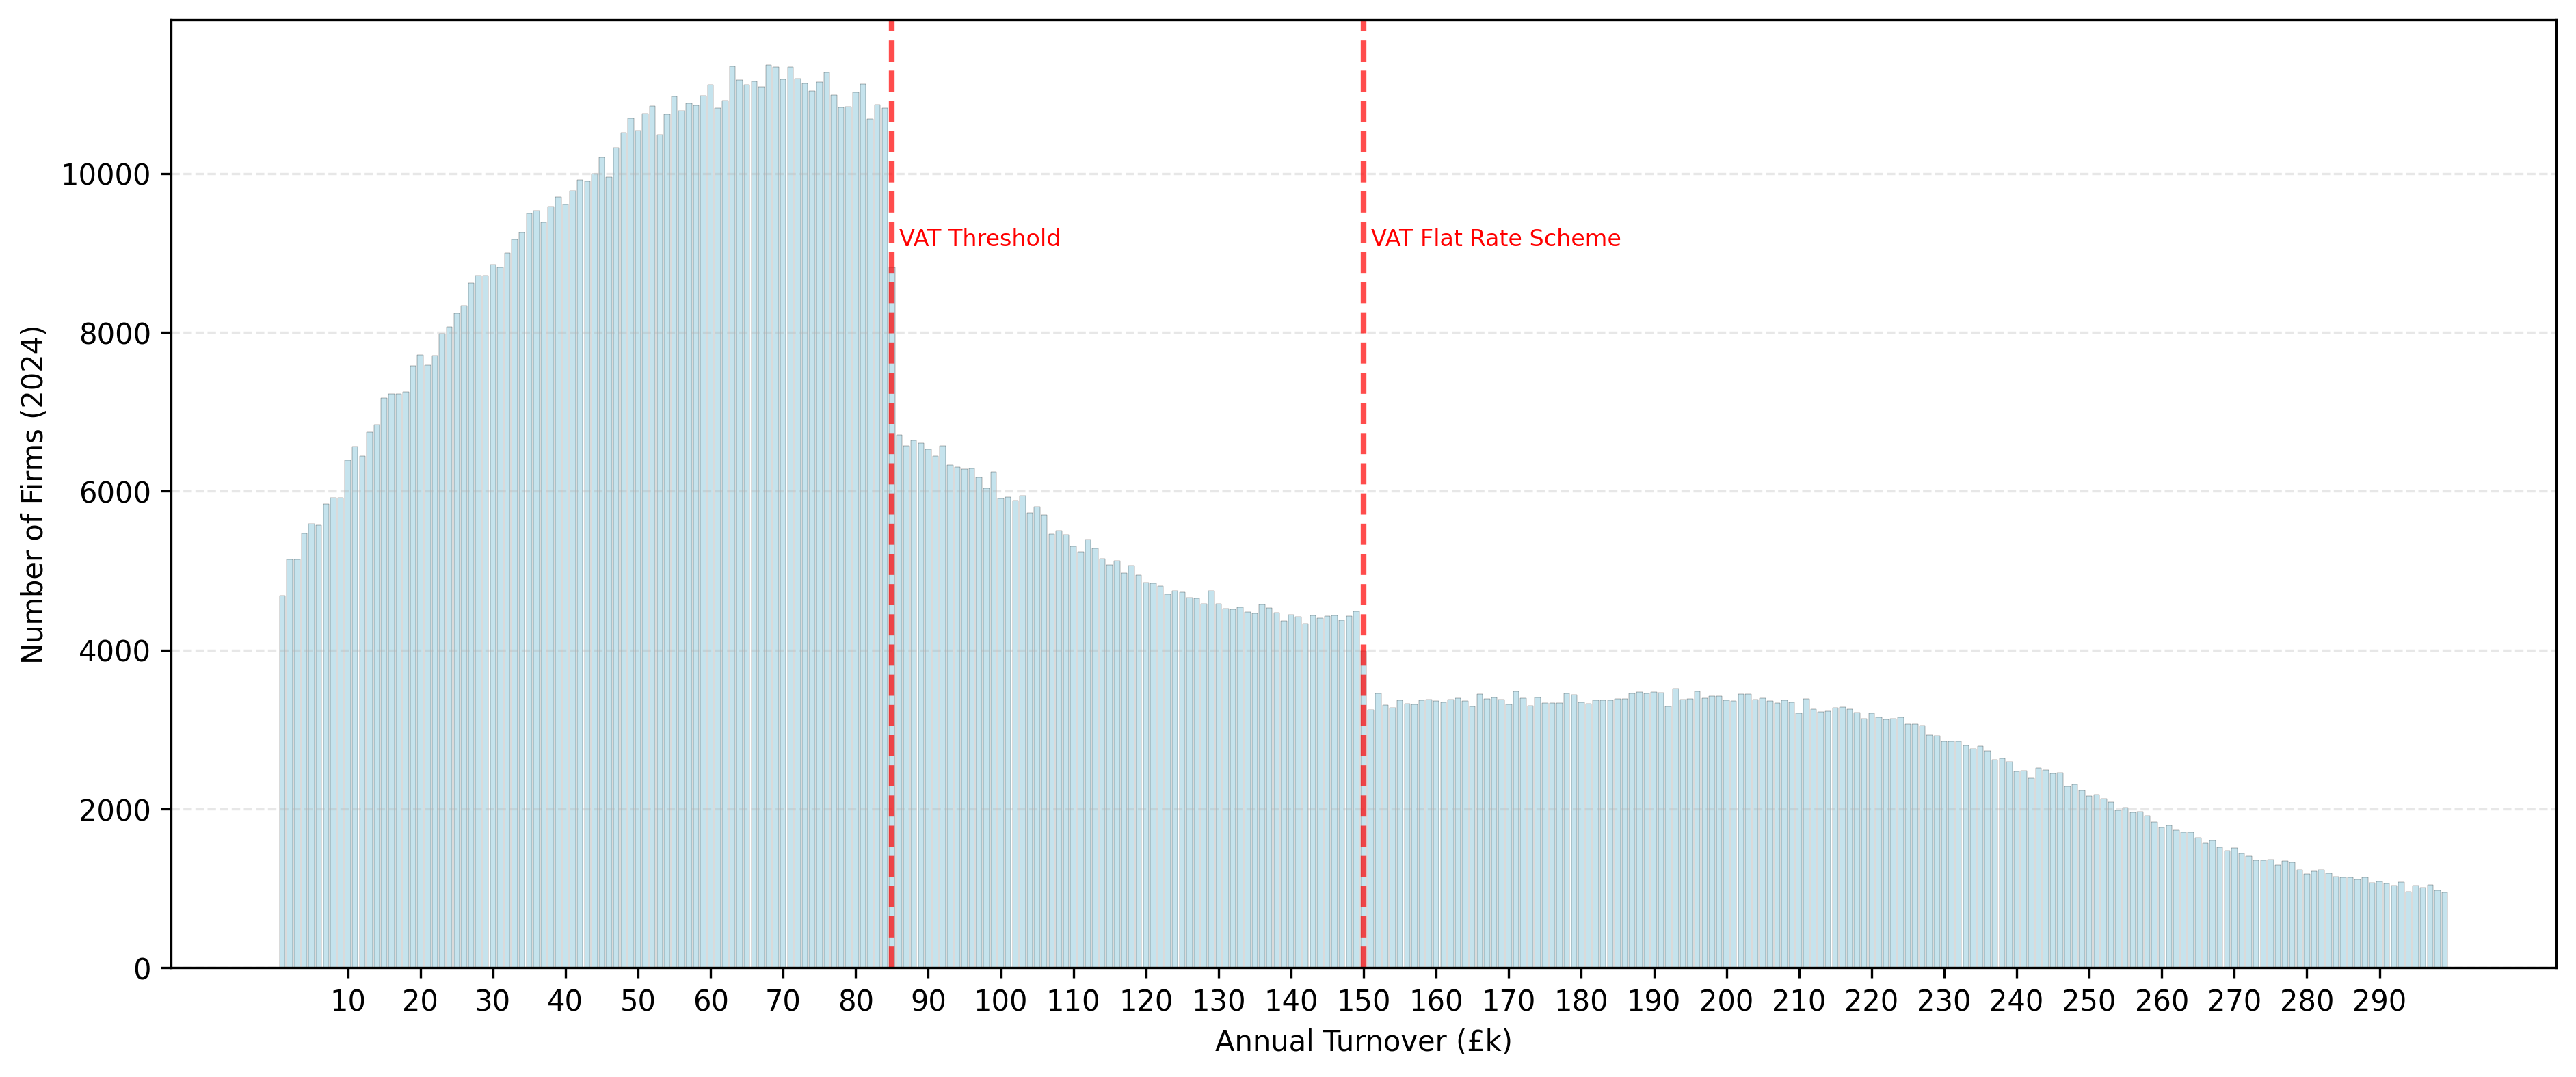 Number of Firms (2024)
10000
8000
6000
4000
2000
0
VAT Threshold
VAT Flat Rate Scheme
10 20 30 40 50 60 70 80 90 100 110 120 130 140 150 160 170 180 190 200 210 220 230 240 250 260 270 280 290
Annual Turnover (£k)